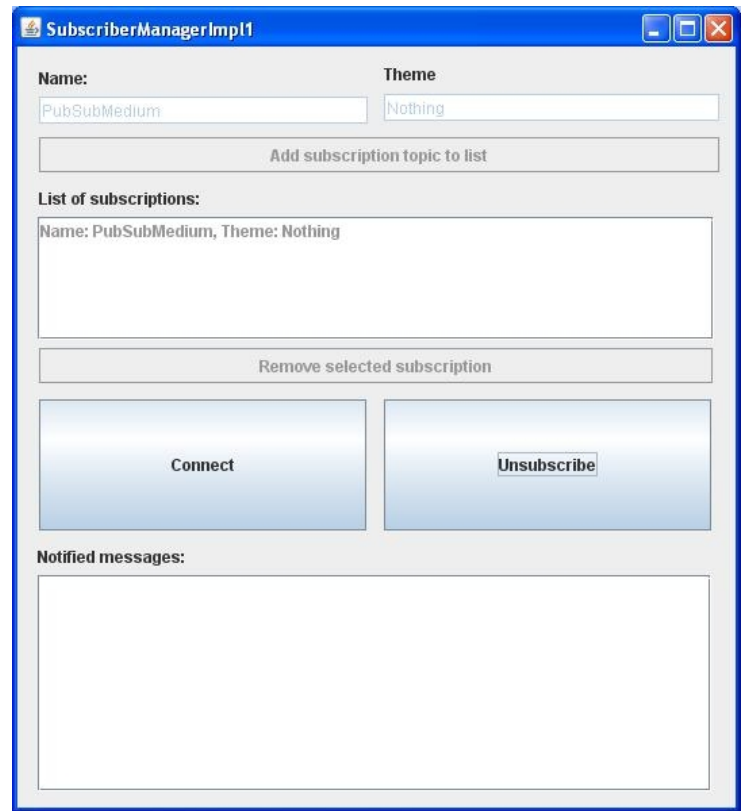 SubscriberManagerImpl1
Name:
Theme
PubSubMedium
Nothing
Add subscription topic to list
List of subscriptions:
Name: PubSubMedium, Theme: Nothing
Remove selected subscription
Connect
Unsubscribe
Notified messages: